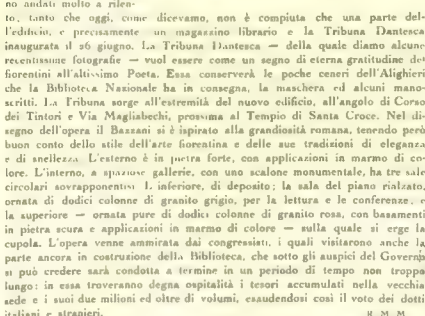 no andati molto a rilen-
to, tanto che oggi, come dicevamo, non è compiuta che una parte del-
l'edificio, e precisamente un magazzino librario e la Tribuna Dantesca
inaugurata il 26 giugno. La Tribuna Dantesca — della quale diamo alcune
recentissime fotografie — vuol essere come un segno di eterna gratitudine dei
fiorentini all'altissimo Poeta. Essa conserverà le poche ceneri dell'Alighieri
che la Biblioteca Nazionale ha in consegna, la maschera ed alcuni mano-
scritti. La Tribuna sorge all'estremità del nuovo edificio, all'angolo di Corso
dei Tintori e Via Magliabechi, prossima al Tempio di Santa Croce. Nel di-
segno dell'opera il Bazzani si è ispirato alla grandiosità romana, tenendo però
buon conto dello stile dell'arte fiorentina e delle sue tradizioni di eleganza
e di snellezza. L'esterno è in pietra forte, con applicazioni in marmo di co-
lore. L'interno, a spaziose gallerie, con uno scalone monumentale, ha tre sale
circolari sovrapponentisi. L'inferiore, di deposito; la sala del piano rialzato,
ornata di dodici colonne di granito grigio, per la lettura e le conferenze, e
la superiore — ornata pure di dodici colonne di granito rosa, con basamenti
in pietra scura e applicazioni in marmo di colore — sulla quale si erge la
cupola. L'opera venne ammirata dai congressisti, i quali visitarono anche la
parte ancora in costruzione della Biblioteca, che sotto gli auspici del Governo
si può credere sarà condotta a termine in un periodo di tempo non troppo
lungo: in essa troveranno degna ospitalità i tesori accumulati nella vecchia
sede e i suoi due milioni ed oltre di volumi, esaudendosi così il voto dei dotti
italiani e stranieri. R. M. M.